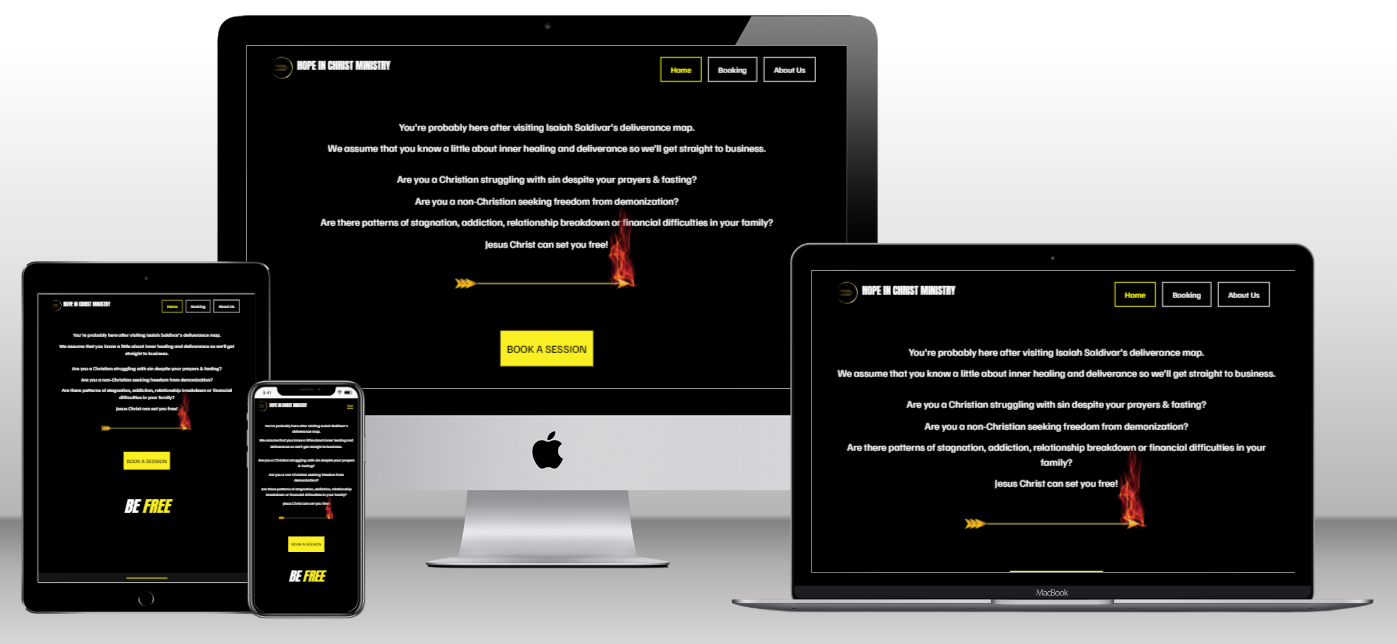 HOPE IN CHRIST MINISTRY
Home
Booking
About Us
You're probably here after visiting Isaiah Saldivar's deliverance map.
We assume that you know a little about inner healing and deliverance so we'll get straight to business.
Are you a Christian struggling with sin despite your prayers & fasting?
Are you a non-Christian seeking freedom from demonization?
Are there patterns of stagnation, addiction, relationship breakdown or financial difficulties in your family?
Jesus Christ can set you free!
BOOK A SESSION
HOPE IN CHRIST MINISTRY
Home
Booking
About Us
You're probably here after visiting Isaiah Saldivar's deliverance map.
We assume that you know a little about inner healing and deliverance so we'll get
straight to business.
Are you a Christian struggling with sin despite your prayers & fasting?
Are you a non-Christian seeking freedom from demonization?
Are there patterns of stagnation, addiction, relationship breakdown or financial
difficulties in your family?
Jesus Christ can set you free!
BOOK A SESSION
BE FREE
9:41
HOPE IN CHRIST MINISTRY
You're probably here after visiting Isaiah Saldivar's
deliverance map.
We assume that you know a little about inner healing and
deliverance so we'll get straight to business.
Are you a Christian struggling with sin despite your prayers
& fasting?
Are you a non-Christian seeking freedom from
demonization?
Are there patterns of stagnation, addiction, relationship
breakdown or financial difficulties in your family?
Jesus Christ can set you free!
BOOK A SESSION
BE FREE
HOPE IN CHRIST MINISTRY
Home
Booking
About Us
You're probably here after visiting Isaiah Saldivar's deliverance map.
We assume that you know a little about inner healing and deliverance so we'll get straight to business.
Are you a Christian struggling with sin despite your prayers & fasting?
Are you a non-Christian seeking freedom from demonization?
Are there patterns of stagnation, addiction, relationship breakdown or financial difficulties in your
family?
Jesus Christ can set you free!
MacBook